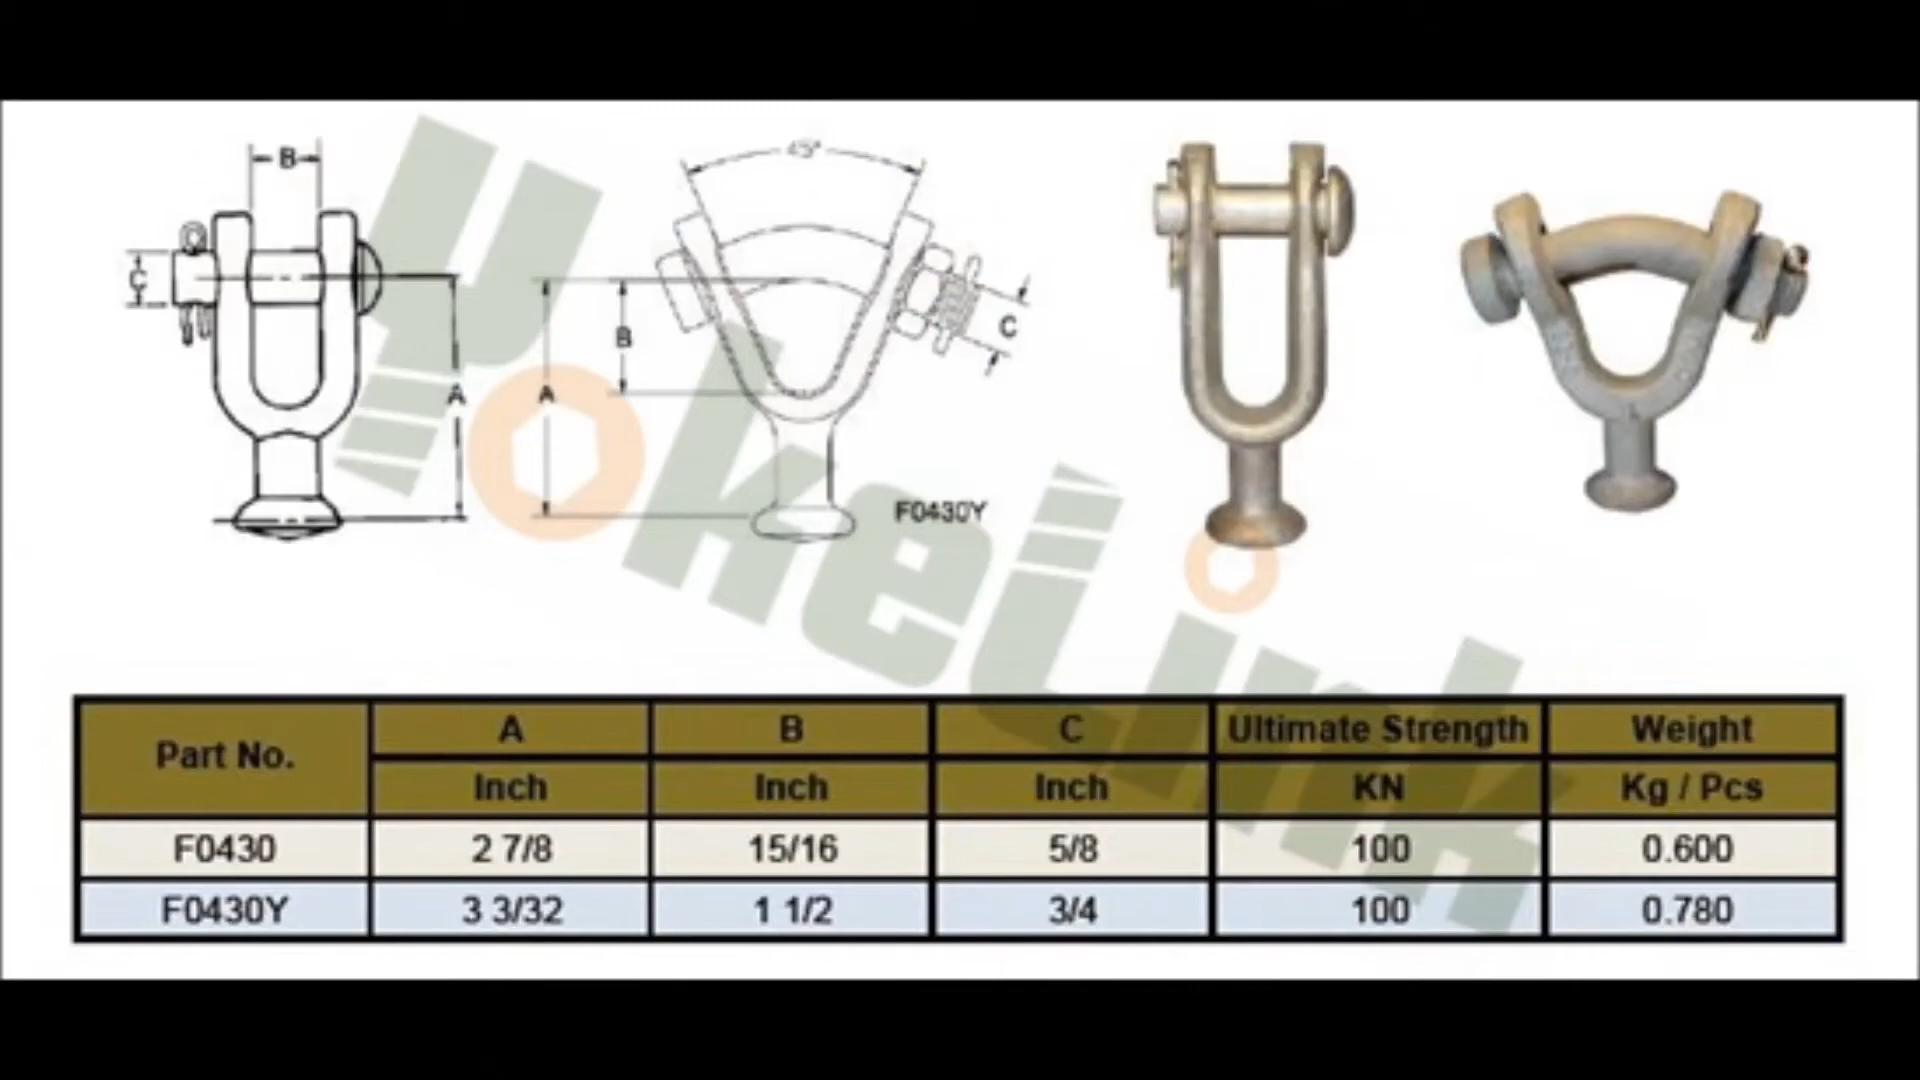 B
45°
C
A
B
A
C
F0430Y
YokeLink
Part No. A B C Ultimate Strength Weight
Inch Inch Inch KN Kg / Pcs
F0430 2 7/8 15/16 5/8 100 0.600
F0430Y 3 3/32 1 1/2 3/4 100 0.780